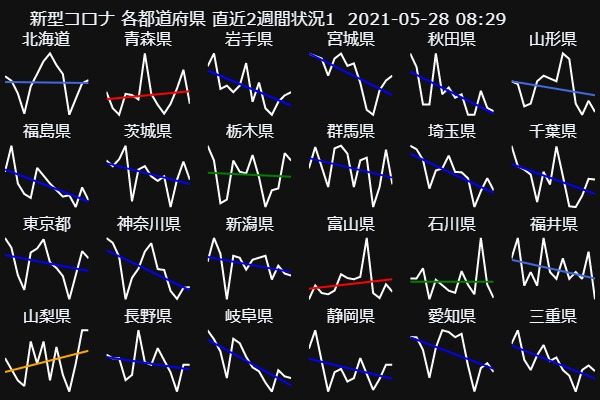 新型コロナ 各都道府県 直近2週間状況1 2021-05-28 08:29
北海道 青森県 岩手県 宮城県 秋田県 山形県
福島県 茨城県 栃木県 群馬県 埼玉県 千葉県
東京都 神奈川県 新潟県 富山県 石川県 福井県
山梨県 長野県 岐阜県 静岡県 愛知県 三重県